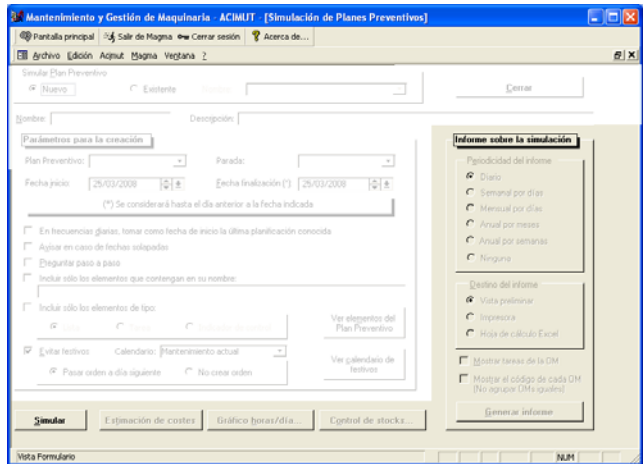 Mantenimiento y Gestión de Maquinaria - ACIMUT - [Simulación de Planes Preventivos]
Pantalla principal Salir de Magma Cerrar sesión Acerca de...
Archivo Edición Acimut Magma Ventana ?
Simular Plan Preventivo
Nuevo Existente Cerrar
Nombre: Descripción:
Parámetros para la creación
Plan Preventivo: Parada:
Fecha inicio: 25/03/2008 Fecha finalización (*) 25/03/2008
(*) Se considerará hasta el día anterior a la fecha indicada
En frecuencias diarias, tomar como fecha de inicio la última planificación conocida
Avisar en caso de fechas solapadas
Preguntar paso a paso
Incluir sólo los elementos que contengan en su nombre:
Incluir sólo los elementos de tipo:
Ver elementos del
Plan Preventivo
Evitar festivos Calendario: Mantenimiento actual
Pasar orden a día siguiente No crear orden
Ver calendario de
festivos
Informe sobre la simulación
Periodicidad del informe
Diario
Semanal por días
Mensual por días
Anual por meses
Anual por semanas
Ninguna
Destino del informe
Vista preliminar
Impresora
Hoja de cálculo Excel
Mostrar tareas de la OM
Mostrar el código de cada OM
(No agrupar OMs iguales)
Generar informe
Simular Estimación de costes Gráfico horas/día... Control de stocks...
Vista Formulario NUM